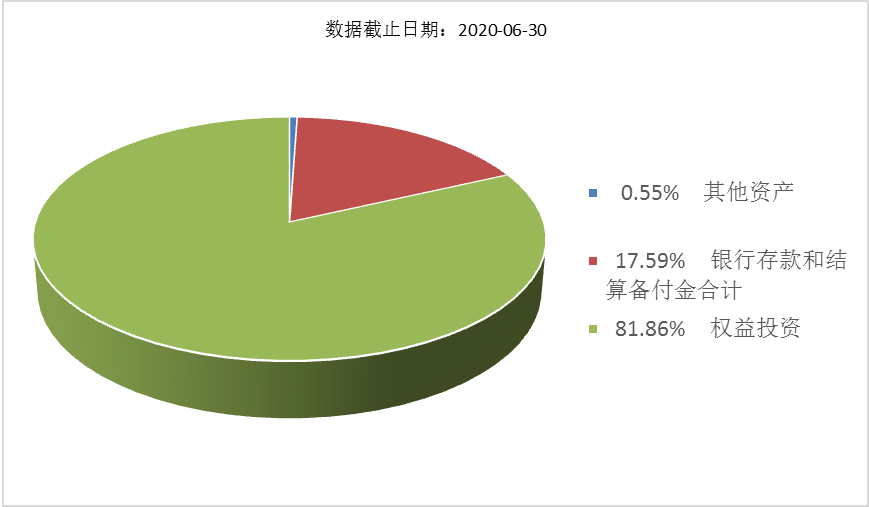 数据截止日期：2020-06-30
0.55% 其他资产
17.59% 银行存款和结
算备付金合计
81.86% 权益投资